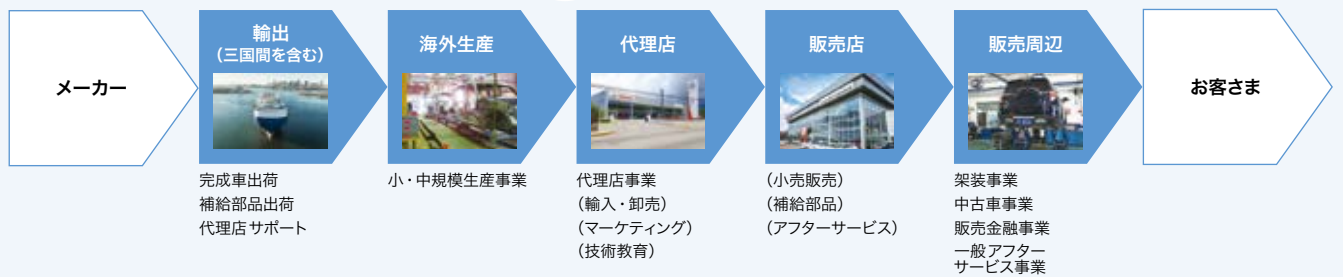 メーカー
輸出
（三国間を含む）
海外生産
代理店
販売店
販売周辺
お客さま
完成車出荷
補給部品出荷
代理店サポート
小・中規模生産事業
代理店事業
（輸入・卸売）
（マーケティング）
（技術教育）
（小売販売）
（補給部品）
（アフターサービス）
架装事業
中古車事業
販売金融事業
一般アフター
サービス事業